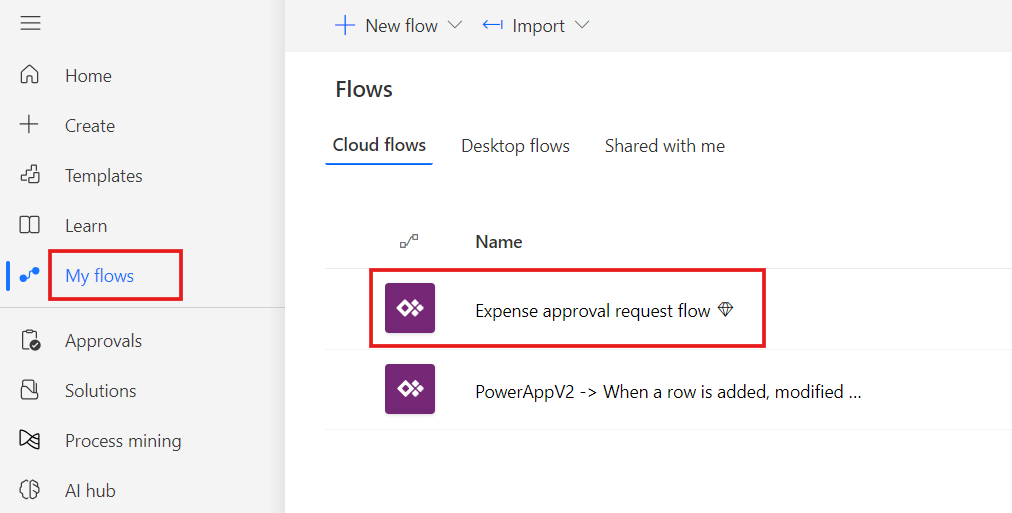 New flow
Import
Home
Create
Templates
Learn
My flows
Approvals
Solutions
Process mining
AI hub
Flows
Cloud flows
Desktop flows
Shared with me
Name
Expense approval request flow
PowerAppV2 -> When a row is added, modified ...